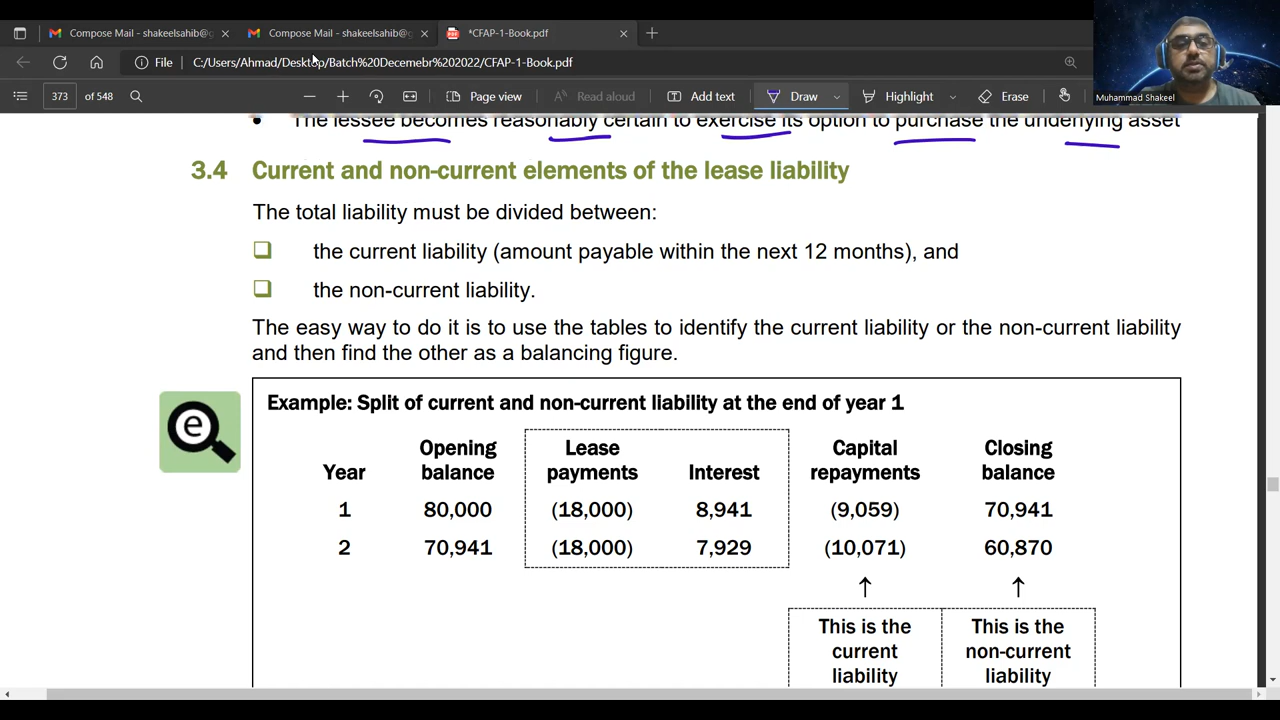 Compose Mail - shakeelsahib@g
Compose Mail - shakeelsahib@g
*CFAP-1-Book.pdf
File
C:/Users/Ahmad/Desktop/Batch%20Decemebr%202022/CFAP-1-Book.pdf
373 of 548
Page view
Read aloud
Add text
Draw
Highlight
Erase
Muhammad Shakeel
• The lessee becomes reasonably certain to exercise its option to purchase the underlying asset
3.4 Current and non-current elements of the lease liability
The total liability must be divided between:
the current liability (amount payable within the next 12 months), and
the non-current liability.
The easy way to do it is to use the tables to identify the current liability or the non-current liability
and then find the other as a balancing figure.
e
Example: Split of current and non-current liability at the end of year 1
Opening Lease Capital Closing
Year balance payments Interest repayments balance
1 80,000 (18,000) 8,941 (9,059) 70,941
2 70,941 (18,000) 7,929 (10,071) 60,870
↑ ↑
This is the This is the
current non-current
liability liability